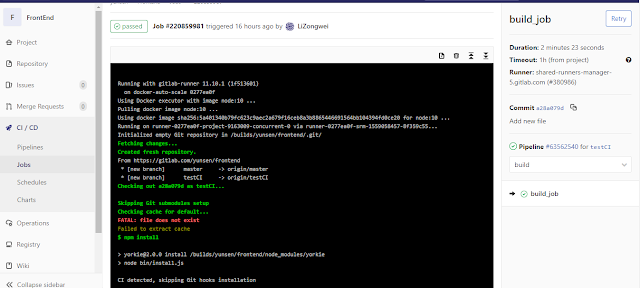 F FrontEnd
Project
Repository
Issues 0
Merge Requests 0
CI / CD
Pipelines
Jobs
Schedules
Charts
Operations
Registry
Wiki
Collapse sidebar
passed Job #220859981 triggered 16 hours ago by LiZongwei
Running with gitlab-runner 11.10.1 (1f513601)
on docker-auto-scale 0277ea0f
Using Docker executor with image node:10 ...
Pulling docker image node:10 ...
Using docker image for node:10 ...
Running on runner-0277ea0f-project-9163009-concurrent-0 via
Initialized empty Git repository in /builds/yunsen/frontend/.git/
Fetching changes...
Created fresh repository.
From https://gitlab.com/yunsen/frontend
* [new branch] master -> origin/master
* [new branch] testCI -> origin/testCI
Checking out a28a079d as testCI...
Skipping Git submodules setup
Checking cache for default...
FATAL: file does not exist
Failed to extract cache
$ npm install
> yorkie@2.0.0 install /builds/yunsen/frontend/node_modules/yorkie
> node bin/install.js
CI detected, skipping Git hooks installation
build_job
Retry
Duration: 2 minutes 23 seconds
Timeout: 1h (from project)
Runner: shared-runners-manager-
5.gitlab.com (#380986)
Commit a28a079d
Add new file
Pipeline #63562540 for testCI
build
build_job